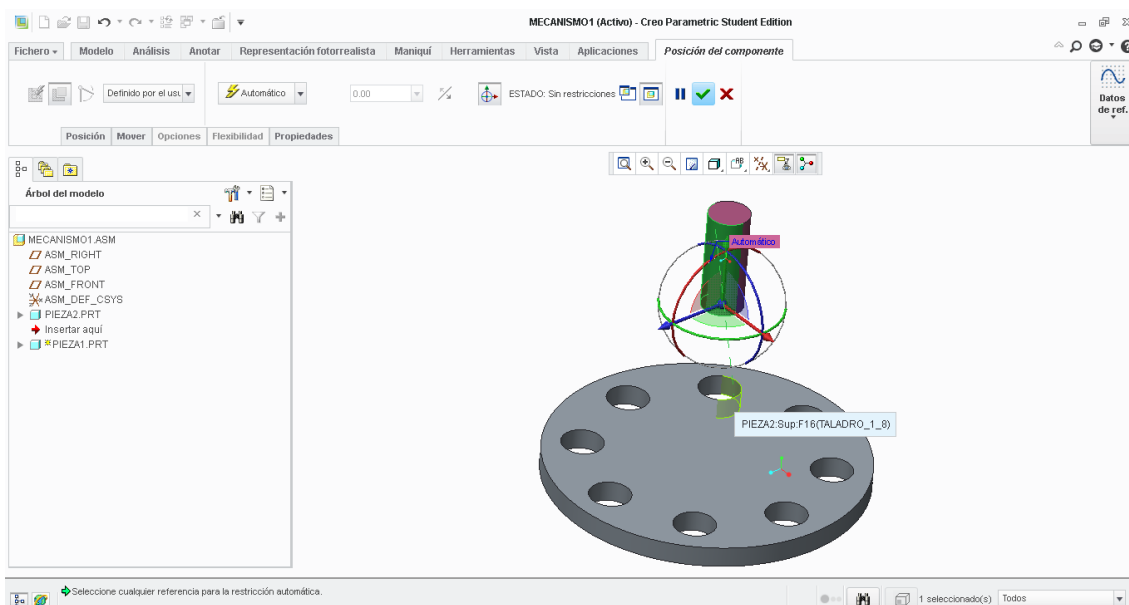 MECANISMO1 (Activo) - Creo Parametric Student Edition
Fichero Modelo Análisis Anotar Representación fotorrealista Maniquí Herramientas Vista Aplicaciones Posición del componente
Definido por el usu Automático 0.00 ESTADO: Sin restricciones
Datos
de ref.
Posición Mover Opciones Flexibilidad Propiedades
Árbol del modelo
MECANISMO1.ASM
ASM_RIGHT
ASM_TOP
ASM_FRONT
ASM_DEF_CSYS
PIEZA2.PRT
Insertar aquí
PIEZA1.PRT
Automático
PIEZA2:Sup:F16(TALADRO_1_8)
Seleccione cualquier referencia para la restricción automática.
1 seleccionado(s) Todos